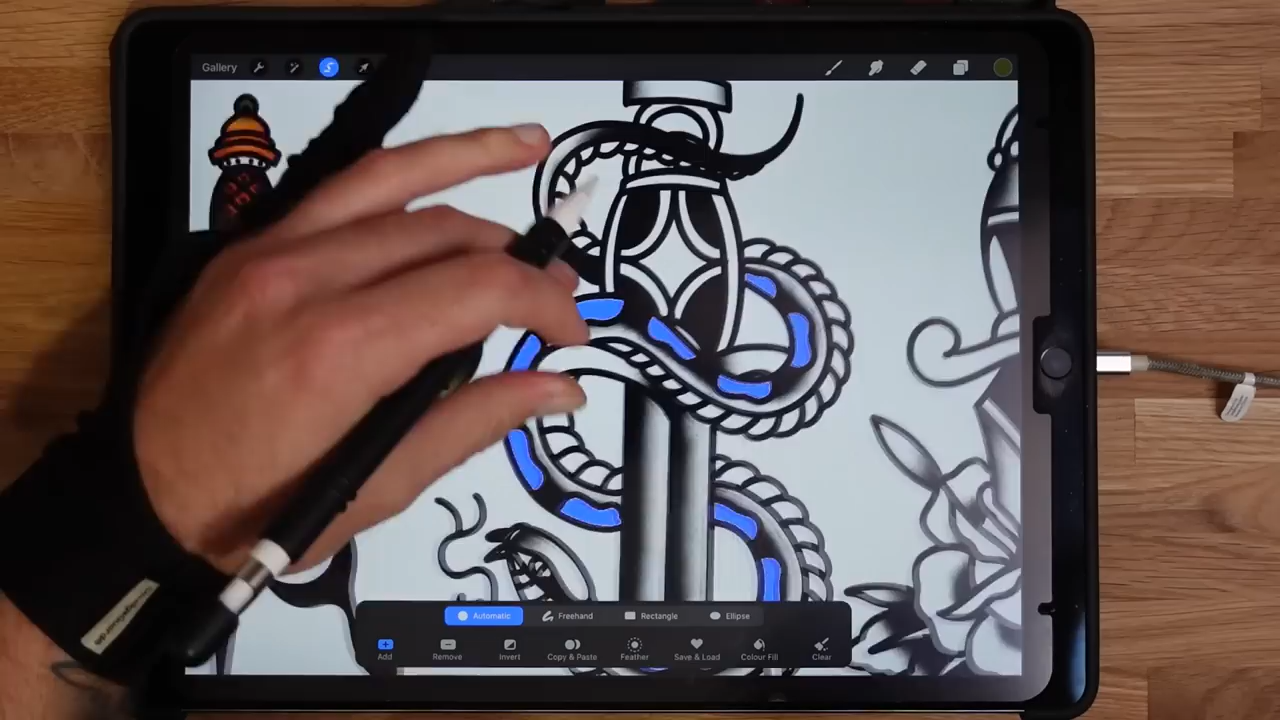 Gallery
Automatic
Freehand
Rectangle
Ellipse
Add
Remove
Invert
Copy & Paste
Feather
Save & Load
Colour Fill
Clear